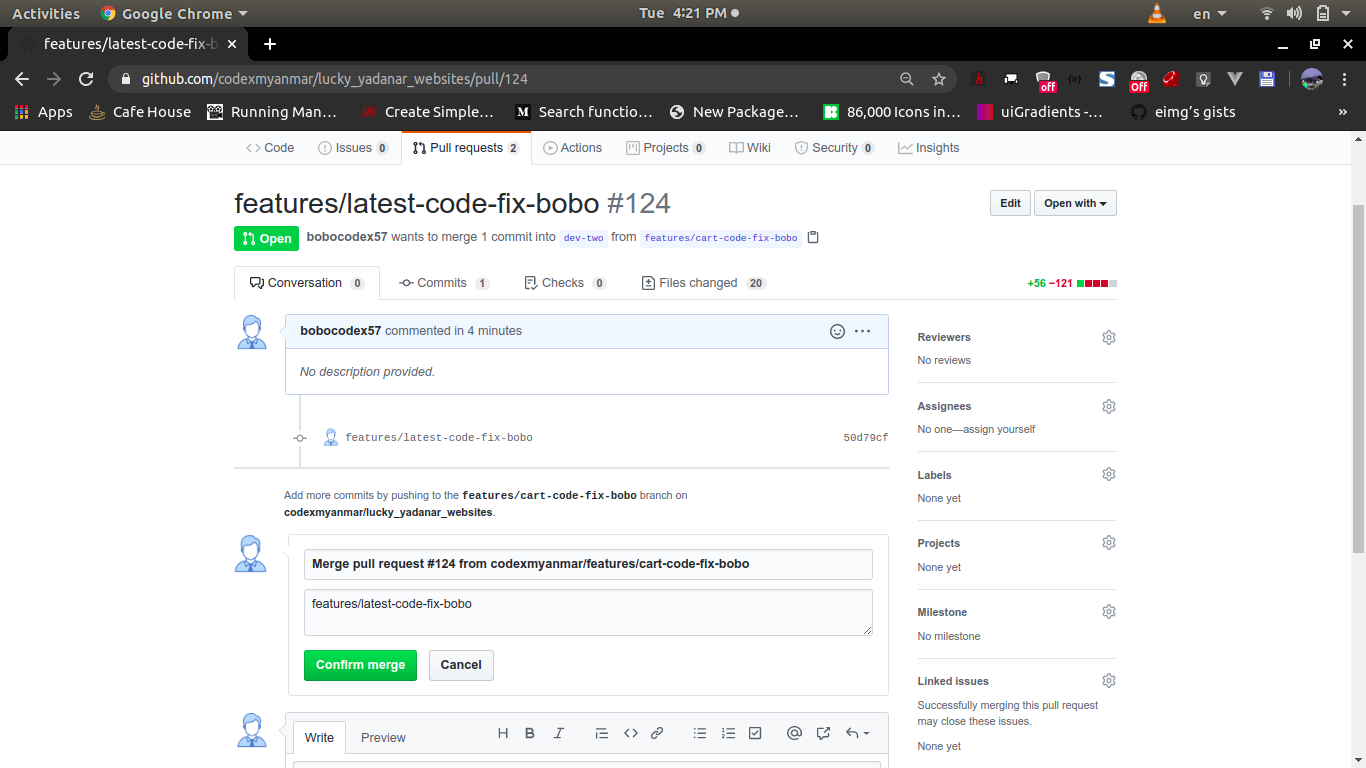 Activities Google Chrome Tue 4:21 PM en
features/latest-code-fix-b
github.com/codexmyanmar/lucky_yadanar_websites/pull/124 off Off
Apps Cafe House Running Man… Create Simple… Search functio… New Package… 86,000 Icons in… uiGradients -… eimg's gists »
Code Issues 0 Pull requests 2 Actions Projects 0 Wiki Security 0 Insights
features/latest-code-fix-bobo #124 Edit Open with
Open bobocodex57 wants to merge 1 commit into dev-two from features/cart-code-fix-bobo
Conversation 0 Commits 1 Checks 0 Files changed 20 +56 −121
bobocodex57 commented in 4 minutes
No description provided.
features/latest-code-fix-bobo 50d79cf
Add more commits by pushing to the features/cart-code-fix-bobo branch on
codexmyanmar/lucky_yadanar_websites.
Merge pull request #124 from codexmyanmar/features/cart-code-fix-bobo
features/latest-code-fix-bobo
Confirm merge Cancel
Write Preview
Reviewers
No reviews
Assignees
No one—assign yourself
Labels
None yet
Projects
None yet
Milestone
No milestone
Linked issues
Successfully merging this pull request
may close these issues.
None yet